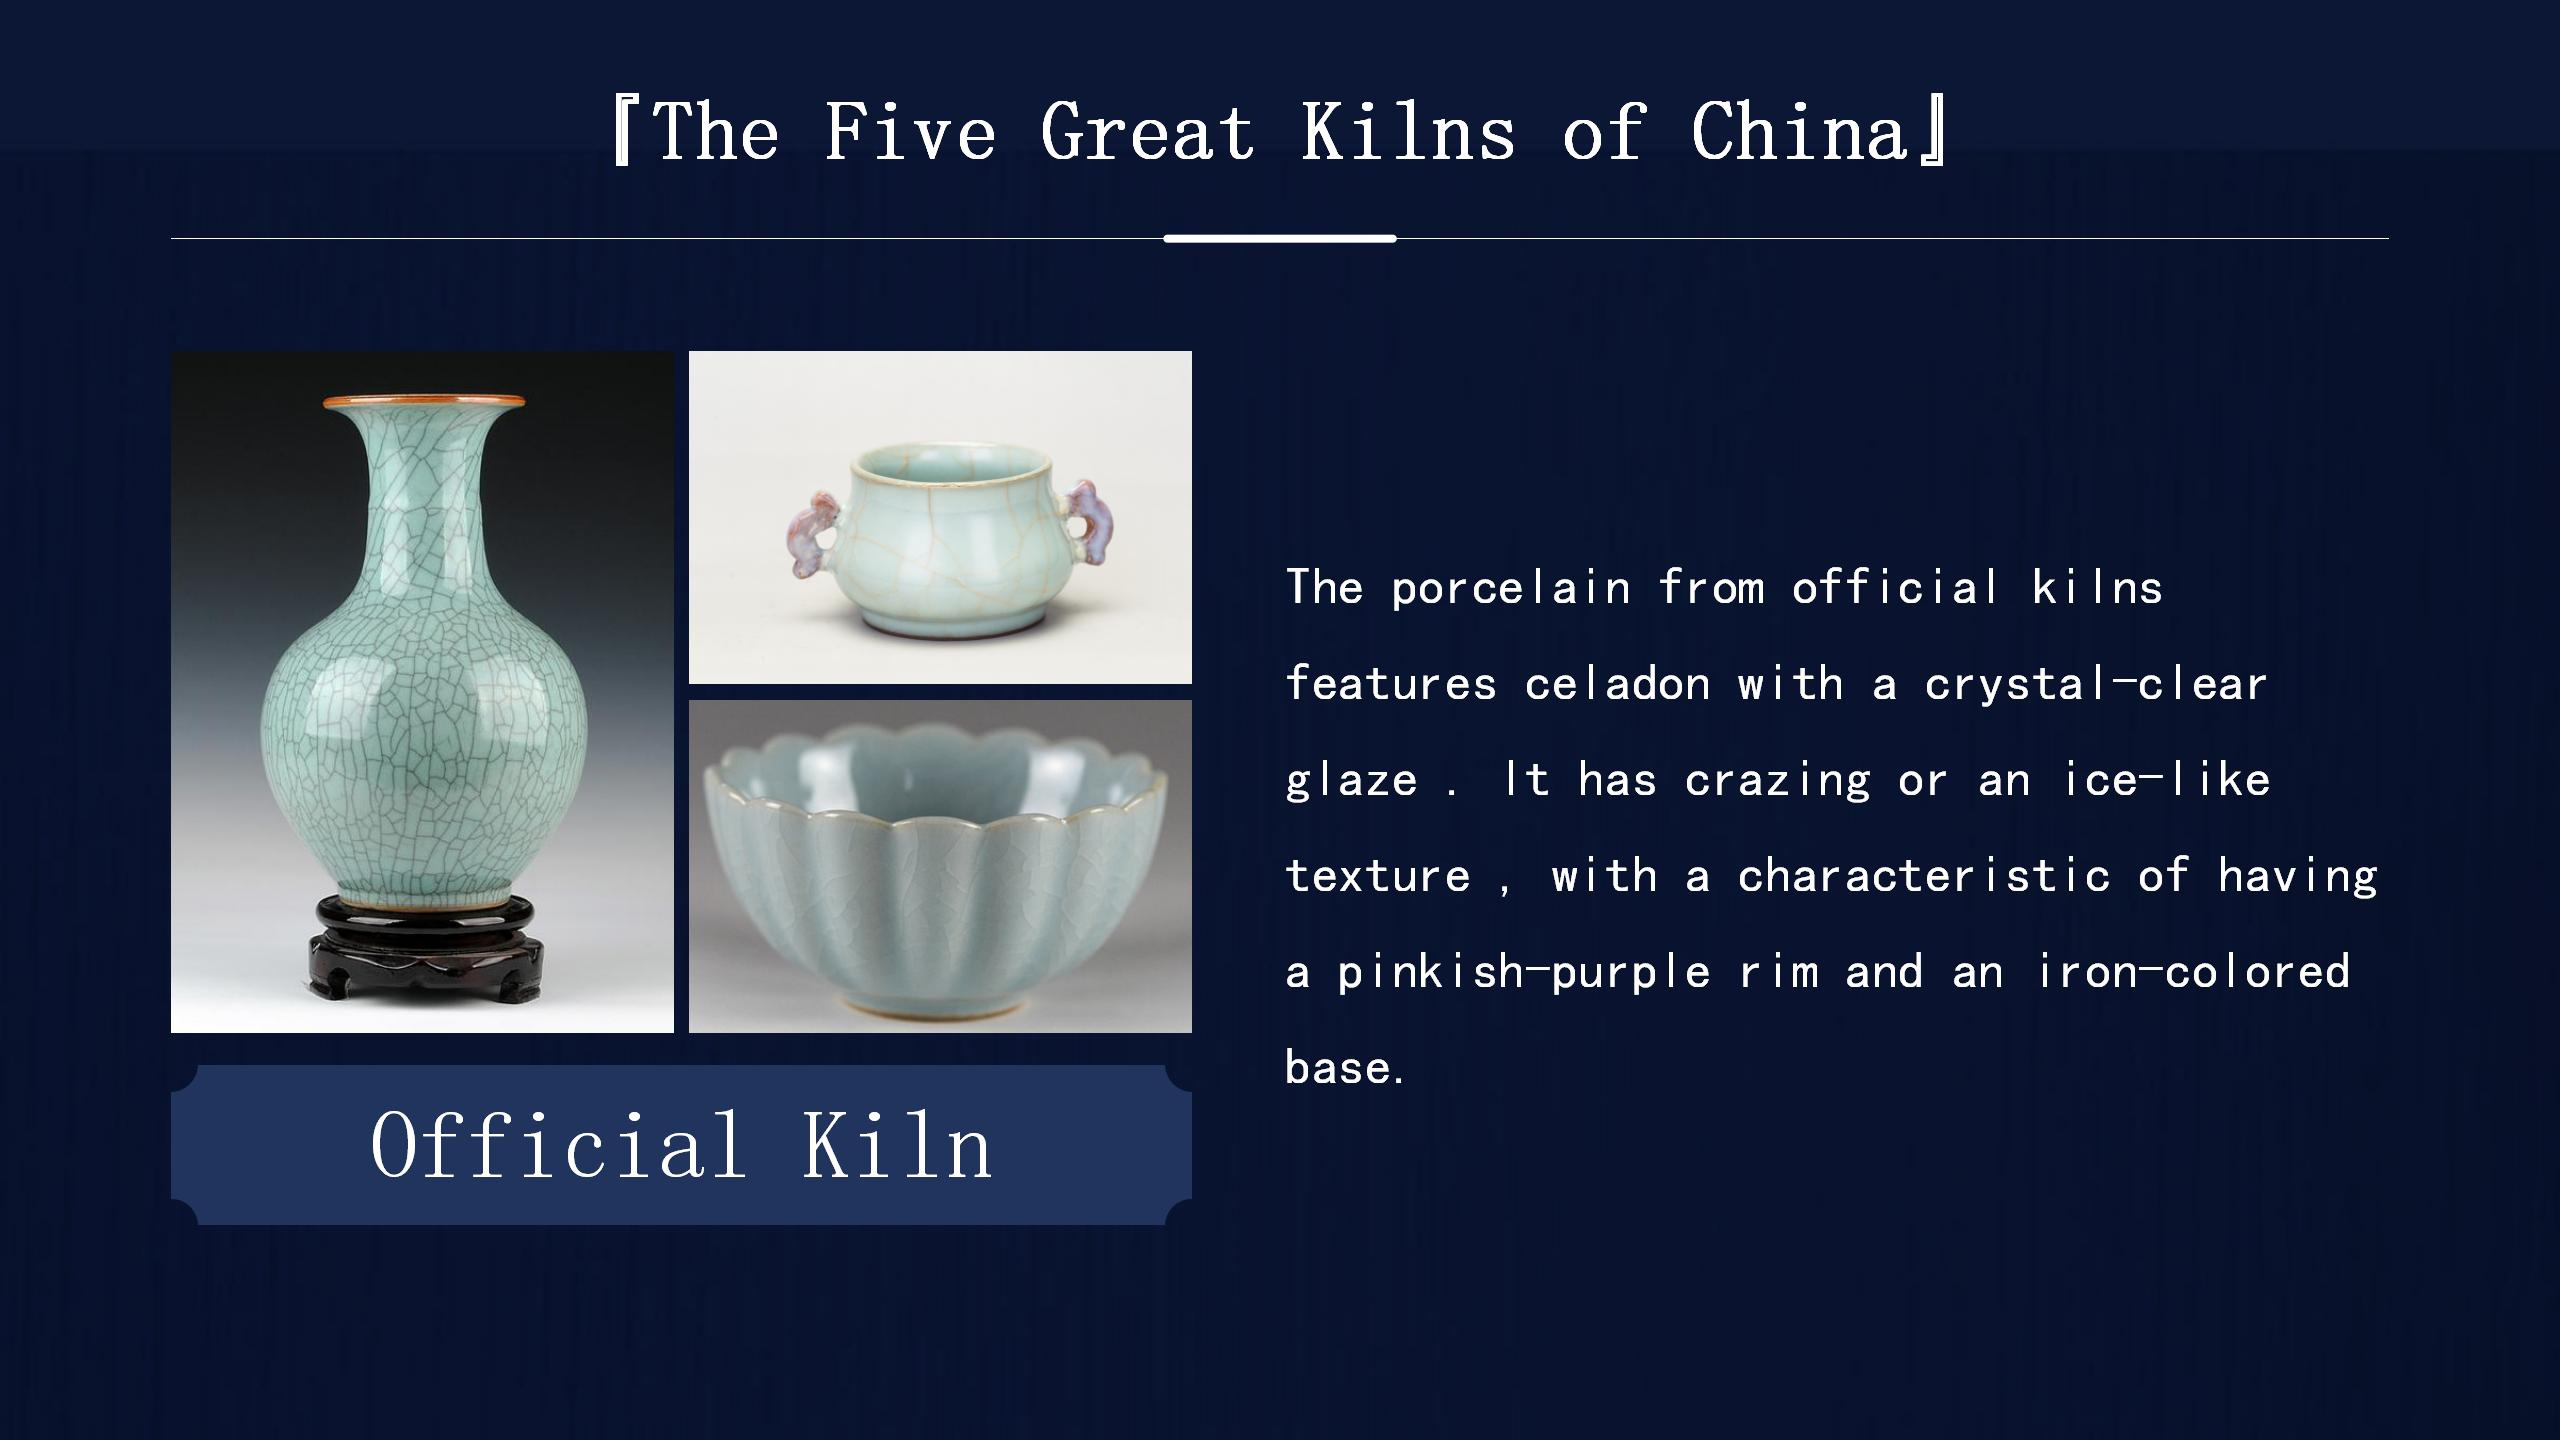 『The Five Great Kilns of China』
The porcelain from official kilns
features celadon with a crystal-clear
glaze . It has crazing or an ice-like
texture , with a characteristic of having
a pinkish-purple rim and an iron-colored
base.
Official Kiln